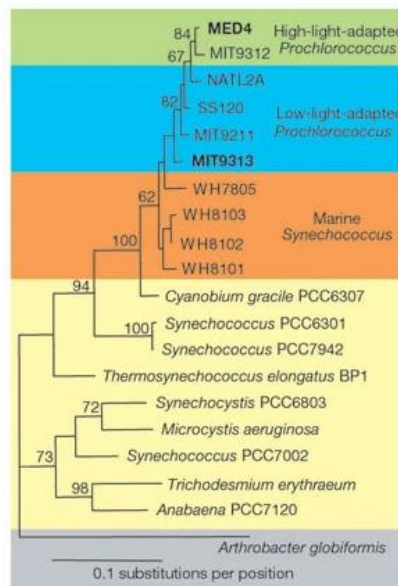 84
MED4
High-light-adapted
MIT9312
Prochlorococcus
67
NATL2A
82
SS120
Low-light-adapted
MIT9211
Prochlorococcus
MIT9313
WH7805
62
WH8103
Marine
WH8102
Synechococcus
100
WH8101
94
Cyanobium gracile PCC6307
100
Synechococcus PCC6301
Synechococcus PCC7942
Thermosynechococcus elongatus BP1
72
Synechocystis PCC6803
Microcystis aeruginosa
73
Synechococcus PCC7002
98
Trichodesmium erythraeum
Anabaena PCC7120
Arthrobacter globiformis
0.1 substitutions per position